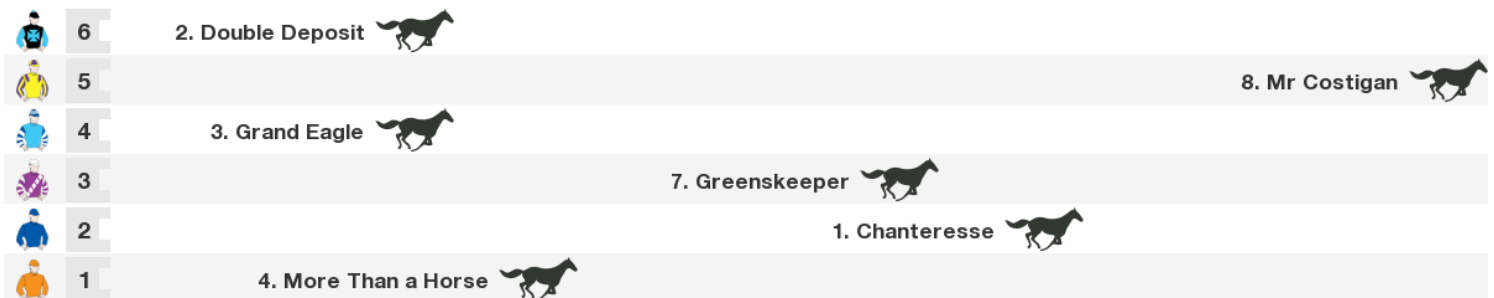 6 2. Double Deposit
5 8. Mr Costigan
4 3. Grand Eagle
3 7. Greenskeeper
2 1. Chanteresse
1 4. More Than a Horse